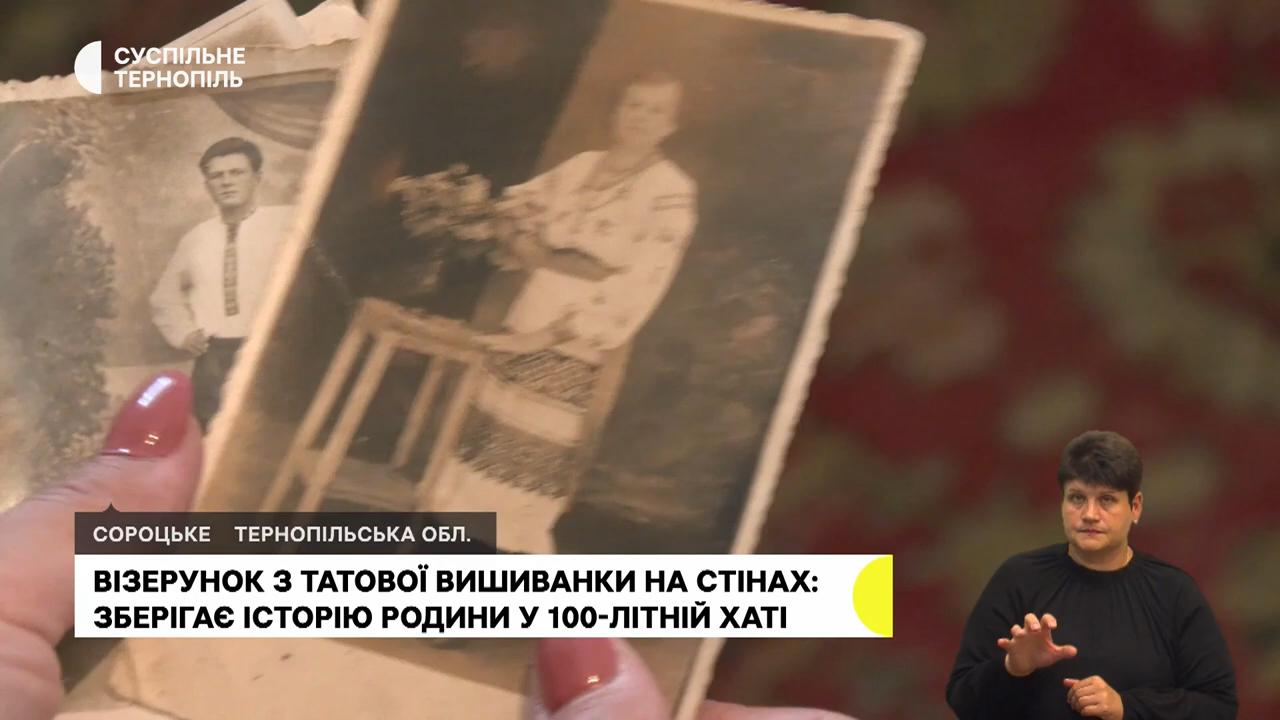 СУСПІЛЬНЕ
ТЕРНОПІЛЬ
СОРОЦЬКЕ ТЕРНОПІЛЬСЬКА ОБЛ.
ВІЗЕРУНОК З ТАТОВОЇ ВИШИВАНКИ НА СТІНАХ:
ЗБЕРІГАЄ ІСТОРІЮ РОДИНИ У 100-ЛІТНІЙ ХАТІ